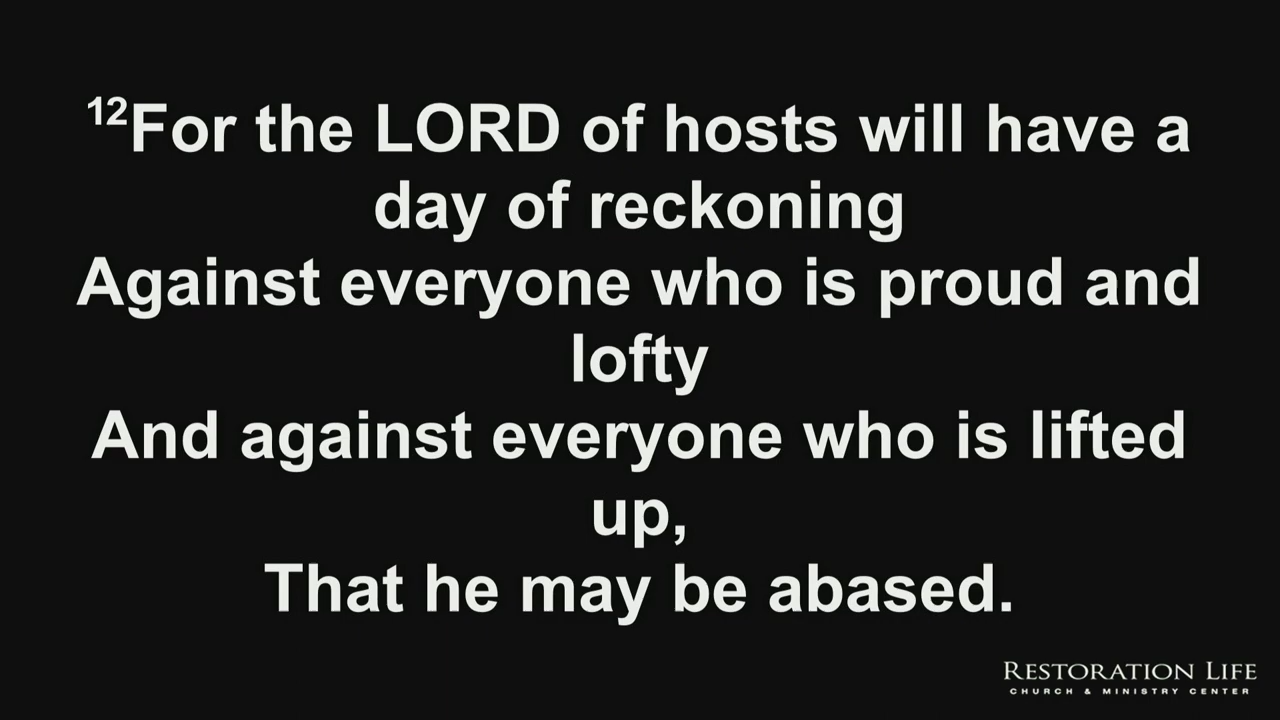 ¹²For the LORD of hosts will have a
day of reckoning
Against everyone who is proud and
lofty
And against everyone who is lifted
up,
That he may be abased.
RESTORATION LIFE
CHURCH & MINISTRY CENTER